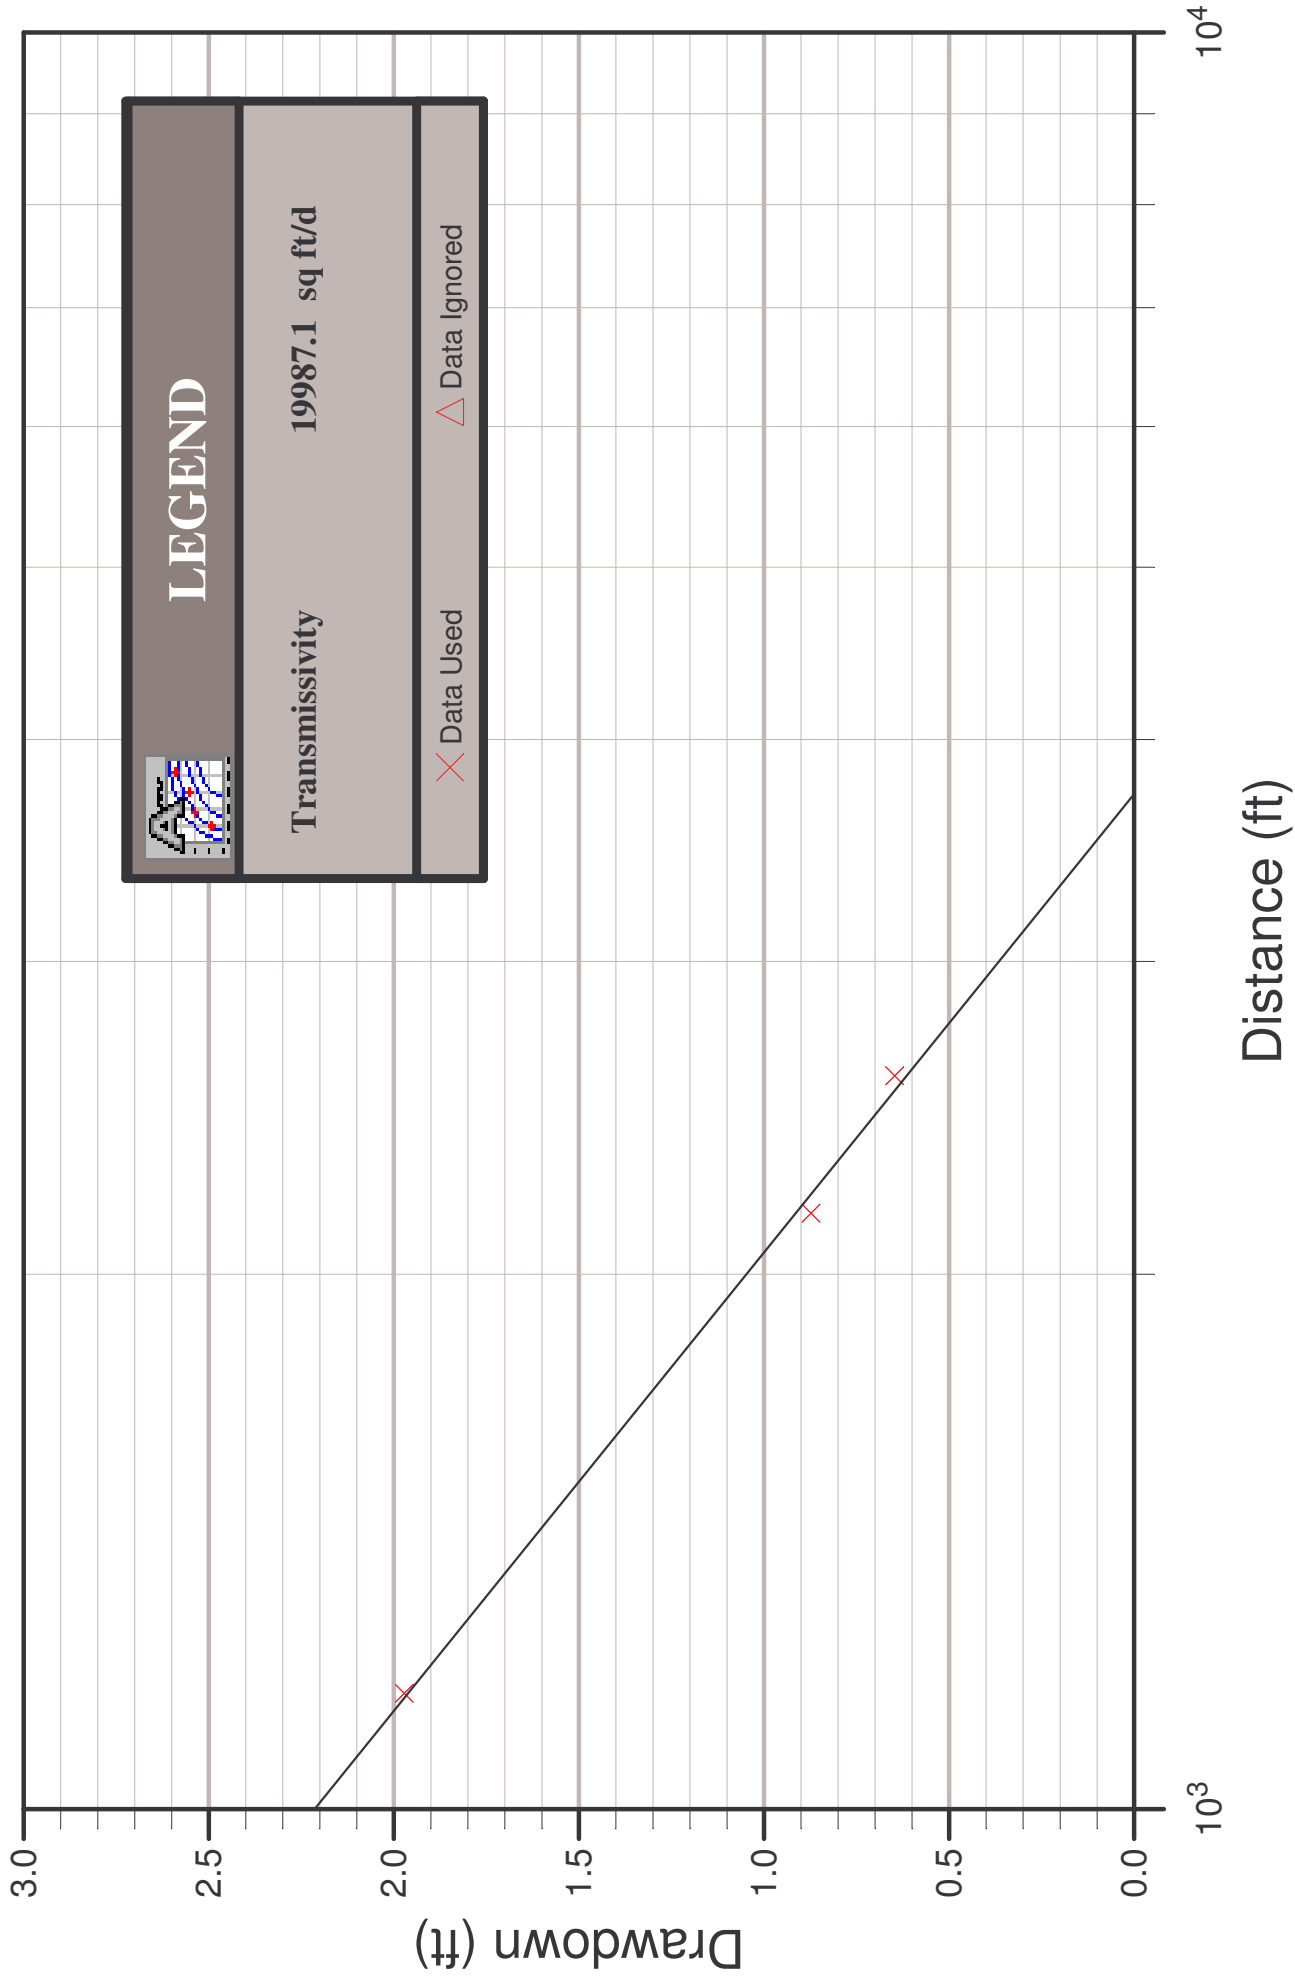 LEGEND
Transmissivity 19987.1 sq ft/d
Data Used Data Ignored
3.0
2.5
2.0
1.5
1.0
0.5
0.0
Drawdown (ft)
10³ 10⁴
Distance (ft)